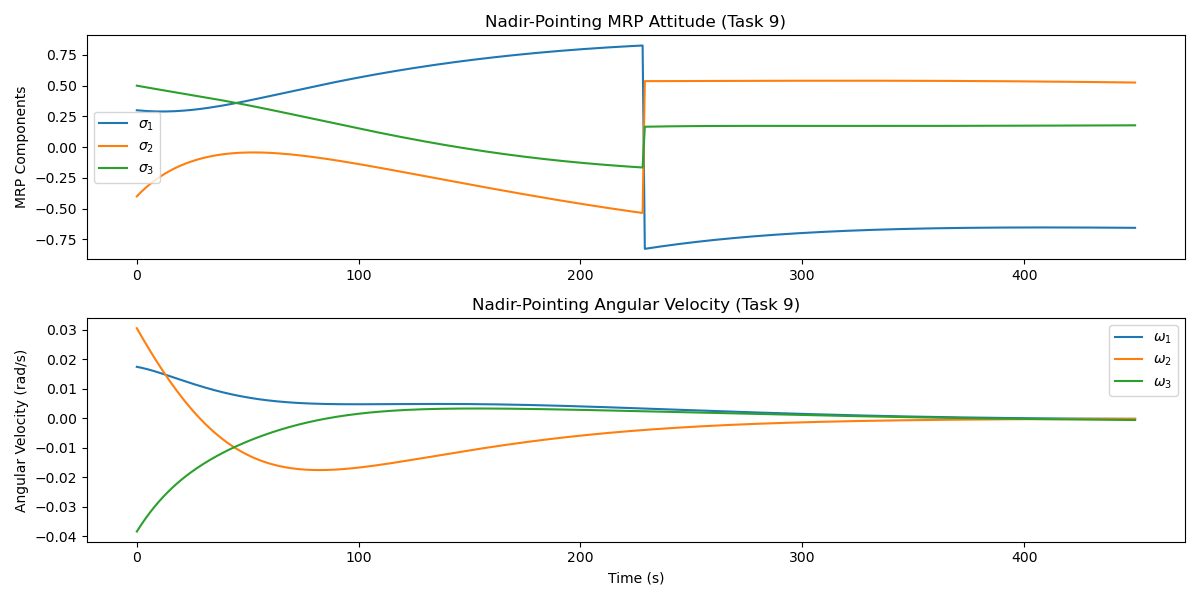 Nadir-Pointing MRP Attitude (Task 9)
MRP Components
0.75
0.50
0.25
0.00
−0.25
−0.50
−0.75
σ1
σ2
σ3
0 100 200 300 400
Nadir-Pointing Angular Velocity (Task 9)
Angular Velocity (rad/s)
0.03
0.02
0.01
0.00
−0.01
−0.02
−0.03
−0.04
ω1
ω2
ω3
0 100 200 300 400
Time (s)